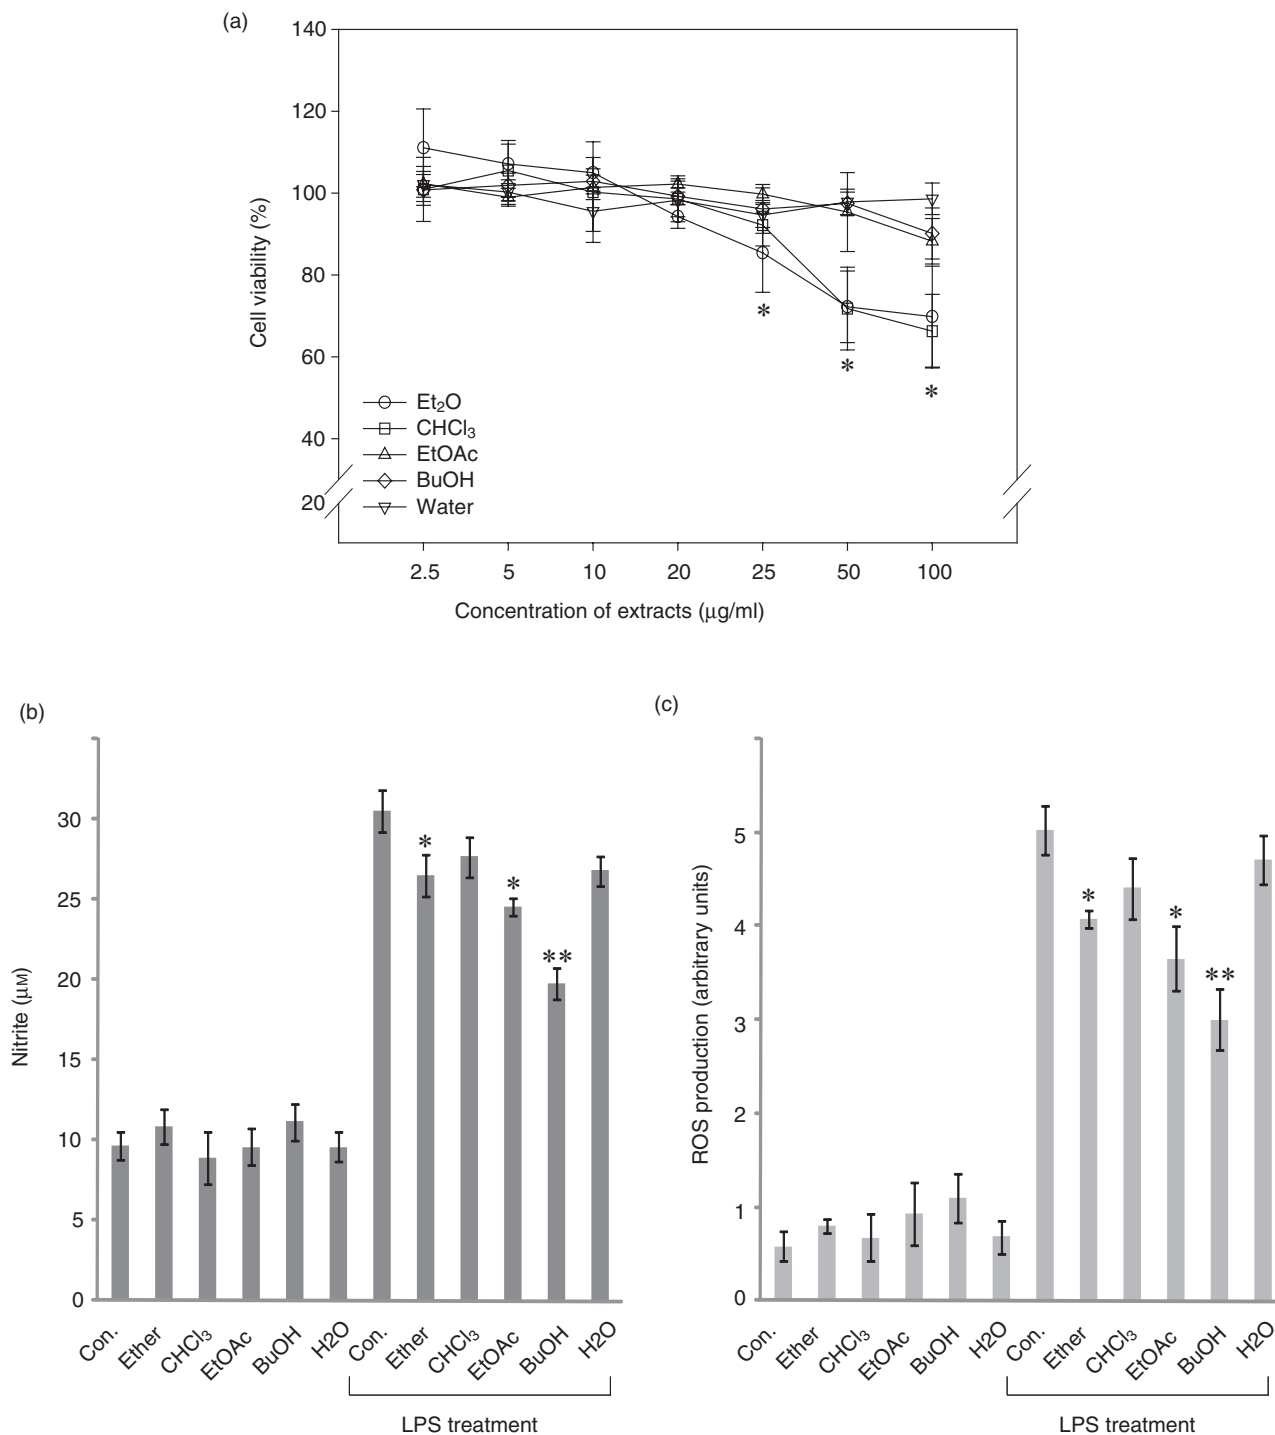 (a)
140
120
100
80
60
40
20
Cell viability (%)
*
*
*
Et₂O
CHCl₃
EtOAc
BuOH
Water
2.5 5 10 20 25 50 100
Concentration of extracts (μg/ml)
(b)
30
25
20
15
10
5
0
Nitrite (μM)
*
*
**
Con. Ether CHCl₃ EtOAc BuOH H2O Con. Ether CHCl₃ EtOAc BuOH H2O
LPS treatment
(c)
5
4
3
2
1
0
ROS production (arbitrary units)
*
*
**
Con. Ether CHCl₃ EtOAc BuOH H2O Con. Ether CHCl₃ EtOAc BuOH H2O
LPS treatment